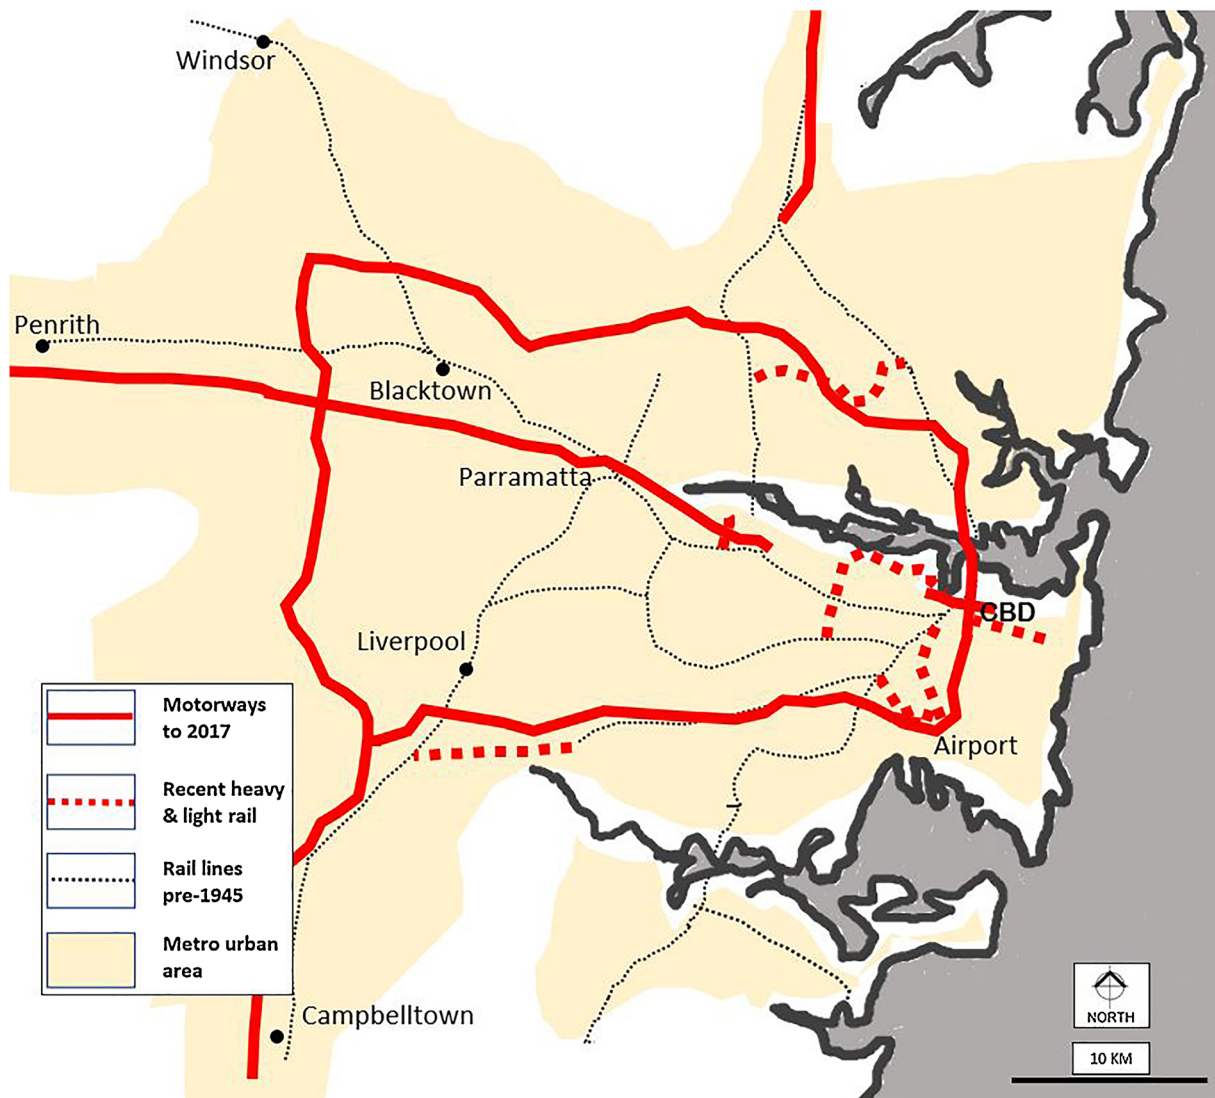 Windsor
Penrith
Blacktown
Parramatta
CBD
Liverpool
Airport
Motorways
to 2017
Recent heavy
& light rail
Rail lines
pre-1945
Metro urban
area
Campbelltown
NORTH
10 KM